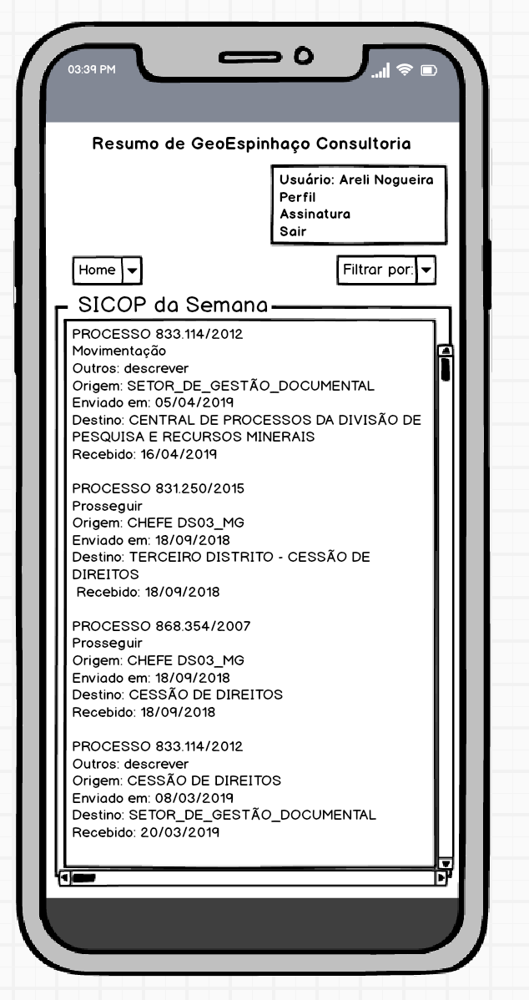 03:39 PM
Resumo de GeoEspinhaço Consultoria
Usuário: Areli Nogueira
Perfil
Assinatura
Sair
Home
Filtrar por:
SICOP da Semana
PROCESSO 833.114/2012
Movimentação
Outros: descrever
Origem: SETOR_DE_GESTÃO_DOCUMENTAL
Enviado em: 05/04/2019
Destino: CENTRAL DE PROCESSOS DA DIVISÃO DE
PESQUISA E RECURSOS MINERAIS
Recebido: 16/04/2019
PROCESSO 831.250/2015
Prosseguir
Origem: CHEFE DS03_MG
Enviado em: 18/09/2018
Destino: TERCEIRO DISTRITO - CESSÃO DE
DIREITOS
Recebido: 18/09/2018
PROCESSO 868.354/2007
Prosseguir
Origem: CHEFE DS03_MG
Enviado em: 18/09/2018
Destino: CESSÃO DE DIREITOS
Recebido: 18/09/2018
PROCESSO 833.114/2012
Outros: descrever
Origem: CESSÃO DE DIREITOS
Enviado em: 08/03/2019
Destino: SETOR_DE_GESTÃO_DOCUMENTAL
Recebido: 20/03/2019